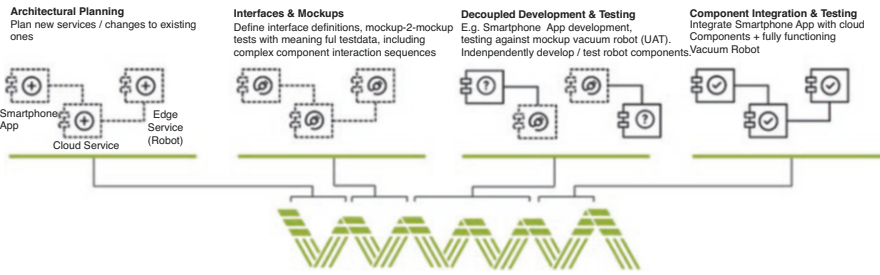 Architectural Planning
Plan new services / changes to existing
ones
Interfaces & Mockups
Define interface definitions, mockup-2-mockup
tests with meaning ful testdata, including
complex component interaction sequences
Decoupled Development & Testing
E.g. Smartphone App development,
testing against mockup vacuum robot (UAT).
Inenpendently develop / test robot components.
Component Integration & Testing
Integrate Smartphone App with cloud
Components + fully functioning
Vacuum Robot
Smartphone
App
Cloud Service
Edge
Service
(Robot)
?
?